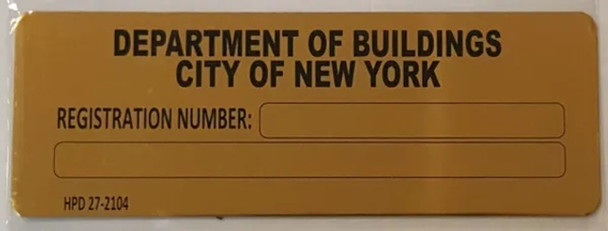 DEPARTMENT OF BUILDINGS
CITY OF NEW YORK
REGISTRATION NUMBER:
HPD 27-2104